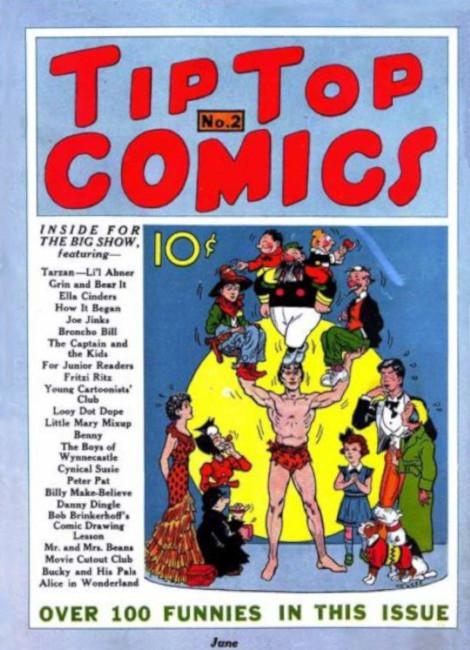 TIP TOP
No.2
COMICS
INSIDE FOR
THE BIG SHOW,
featuring—
Tarzan—Li'l Abner
Grin and Bear It
Ella Cinders
How It Began
Joe Jinks
Broncho Bill
The Captain and
the Kids
For Junior Readers
Fritzi Ritz
Young Cartoonists'
Club
Looy Dot Dope
Little Mary Mixup
Benny
The Boys of
Wynnecastle
Cynical Susie
Peter Pat
Billy Make-Believe
Danny Dingle
Bob Brinkerhoff's
Comic Drawing
Lesson
Mr. and Mrs. Beans
Movie Cutout Club
Bucky and His Pals
Alice in Wonderland
10¢
OVER 100 FUNNIES IN THIS ISSUE
June